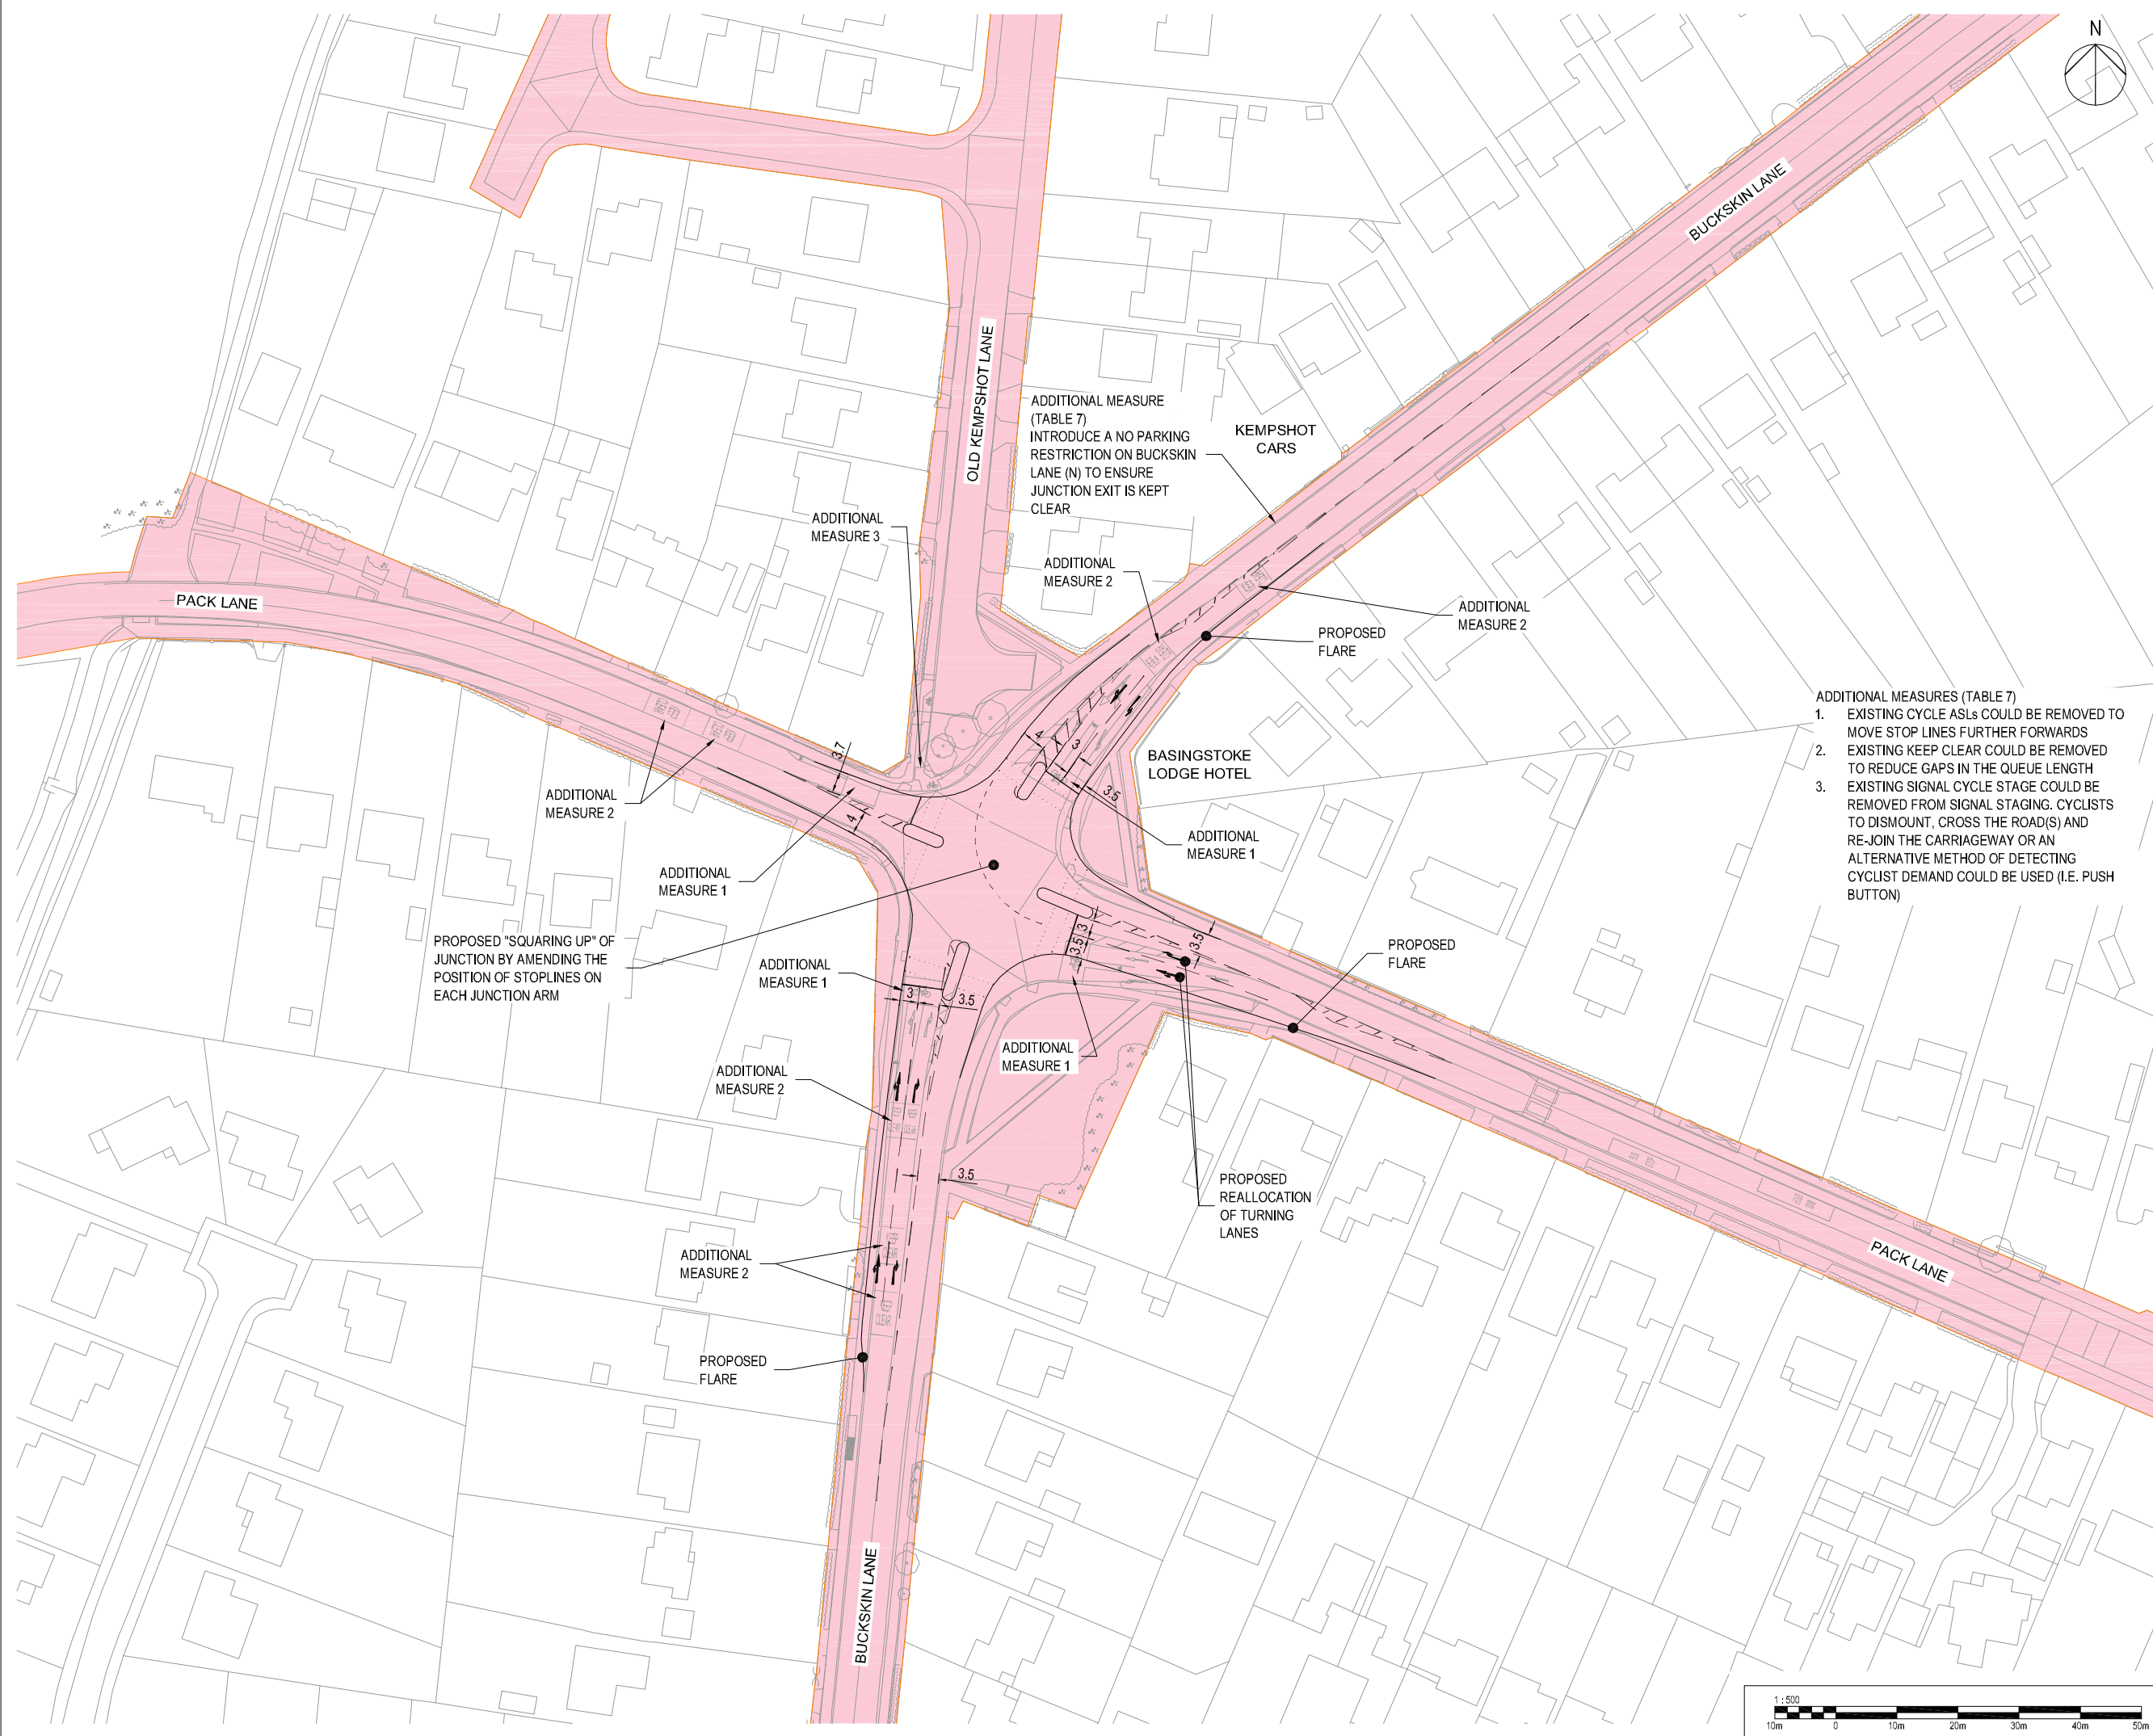 N
BUCKSKIN LANE
OLD KEMPSHOT LANE
ADDITIONAL MEASURE
(TABLE 7)
INTRODUCE A NO PARKING
RESTRICTION ON BUCKSKIN
LANE (N) TO ENSURE
JUNCTION EXIT IS KEPT
CLEAR
KEMPSHOT
CARS
ADDITIONAL
MEASURE 3
ADDITIONAL
MEASURE 2
ADDITIONAL
MEASURE 2
PROPOSED
FLARE
PACK LANE
ADDITIONAL MEASURES (TABLE 7)
1. EXISTING CYCLE ASLs COULD BE REMOVED TO
MOVE STOP LINES FURTHER FORWARDS
2. EXISTING KEEP CLEAR COULD BE REMOVED
TO REDUCE GAPS IN THE QUEUE LENGTH
3. EXISTING SIGNAL CYCLE STAGE COULD BE
REMOVED FROM SIGNAL STAGING. CYCLISTS
TO DISMOUNT, CROSS THE ROAD(S) AND
RE-JOIN THE CARRIAGEWAY OR AN
ALTERNATIVE METHOD OF DETECTING
CYCLIST DEMAND COULD BE USED (I.E. PUSH
BUTTON)
BASINGSTOKE
LODGE HOTEL
3.7
4
3
3.5
4
ADDITIONAL
MEASURE 2
ADDITIONAL
MEASURE 1
ADDITIONAL
MEASURE 1
PROPOSED "SQUARING UP" OF
JUNCTION BY AMENDING THE
POSITION OF STOPLINES ON
EACH JUNCTION ARM
ADDITIONAL
MEASURE 1
3
3.5
3.5
3
3.5
PROPOSED
FLARE
ADDITIONAL
MEASURE 1
ADDITIONAL
MEASURE 2
CLEAR CLEAR
3.5
PROPOSED
REALLOCATION
OF TURNING
LANES
ADDITIONAL
MEASURE 2
CLEAR
CLEAR
PACK LANE
PROPOSED
FLARE
BUCKSKIN LANE
1 : 500
10m 0 10m 20m 30m 40m 50m